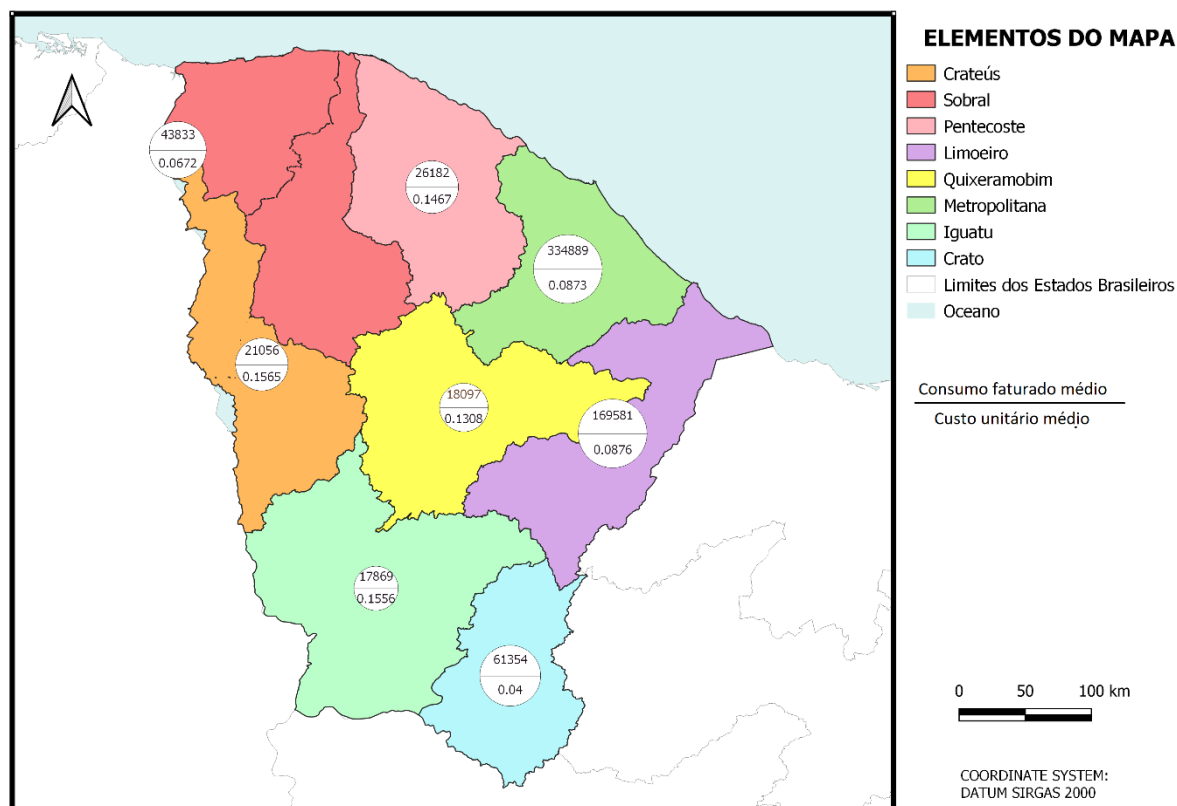 ELEMENTOS DO MAPA
Crateús
Sobral
Pentecoste
Limoeiro
Quixeramobim
Metropolitana
Iguatu
Crato
Limites dos Estados Brasileiros
Oceano
Consumo faturado médio
Custo unitário médio
43833
0.0672
26182
0.1467
334889
0.0873
21056
0.1565
18097
0.1308
169581
0.0876
17869
0.1556
61354
0.04
0 50 100 km
COORDINATE SYSTEM:
DATUM SIRGAS 2000